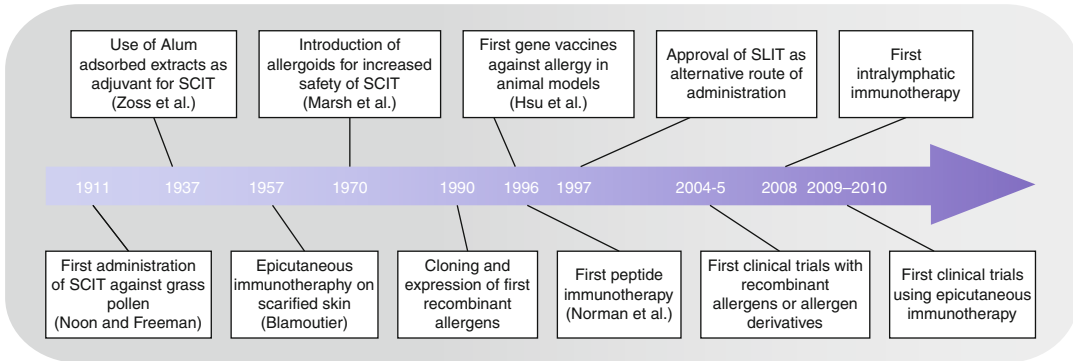 Use of Alum
adsorbed extracts as
adjuvant for SCIT
(Zoss et al.)
Introduction of
allergoids for increased
safety of SCIT
(Marsh et al.)
First gene vaccines
against allergy in
animal models
(Hsu et al.)
Approval of SLIT as
alternative route of
administration
First
intralymphatic
immunotherapy
1911 1937 1957 1970 1990 1996 1997 2004-5 2008 2009–2010
First administration
of SCIT against grass
pollen
(Noon and Freeman)
Epicutaneous
immunotheraphy on
scarified skin
(Blamoutier)
Cloning and
expression of first
recombinant
allergens
First peptide
immunotherapy
(Norman et al.)
First clinical trials with
recombinant
allergens or allergen
derivatives
First clinical trials
using epicutaneous
immunotherapy